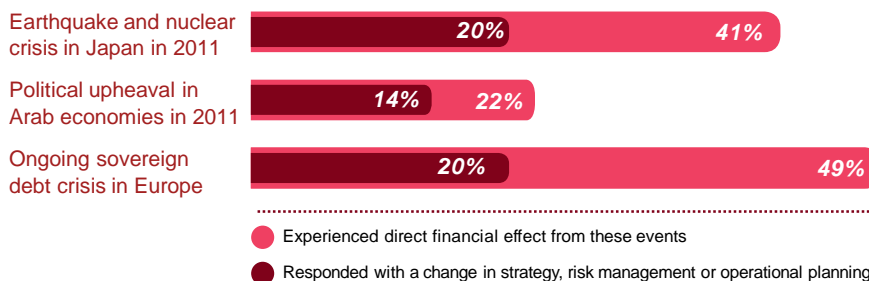 Earthquake and nuclear
crisis in Japan in 2011
20%
41%
Political upheaval in
Arab economies in 2011
14%
22%
Ongoing sovereign
debt crisis in Europe
20%
49%
Experienced direct financial effect from these events
Responded with a change in strategy, risk management or operational planning